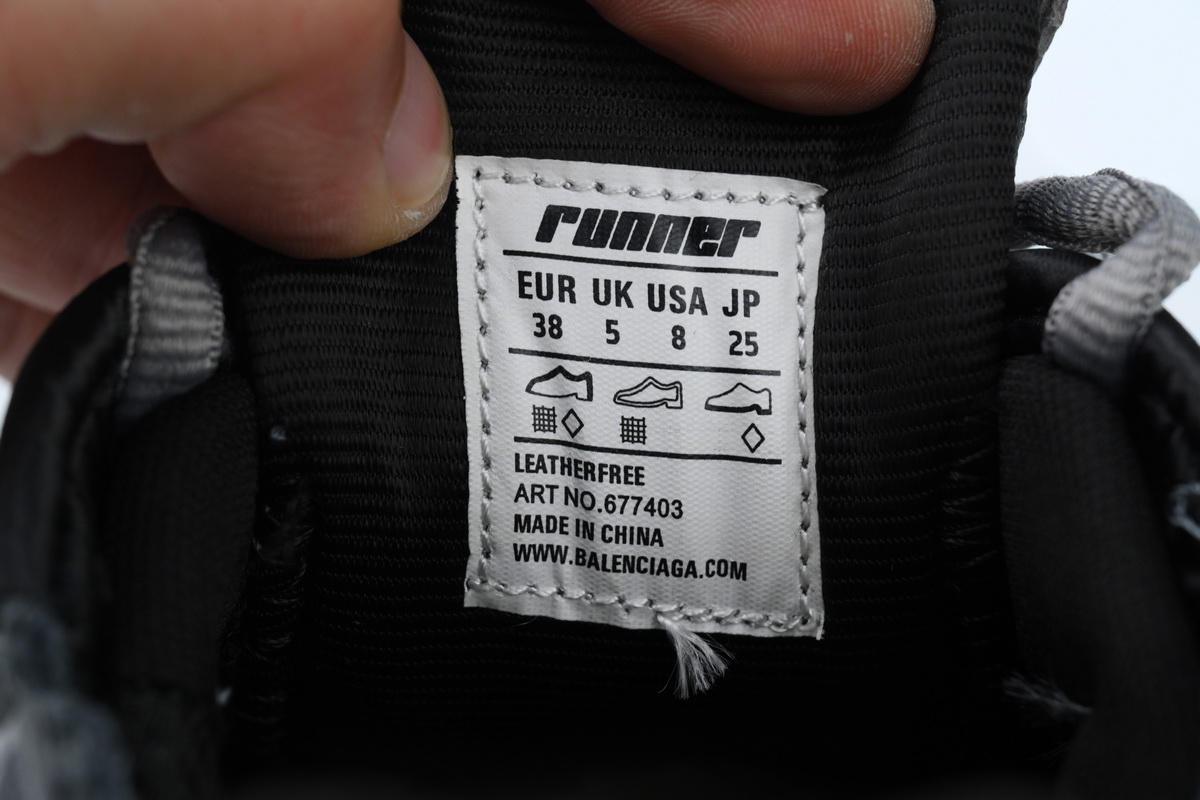 runner
EUR UK USA JP
38 5 8 25
LEATHERFREE
ART NO.677403
MADE IN CHINA
WWW.BALENCIAGA.COM